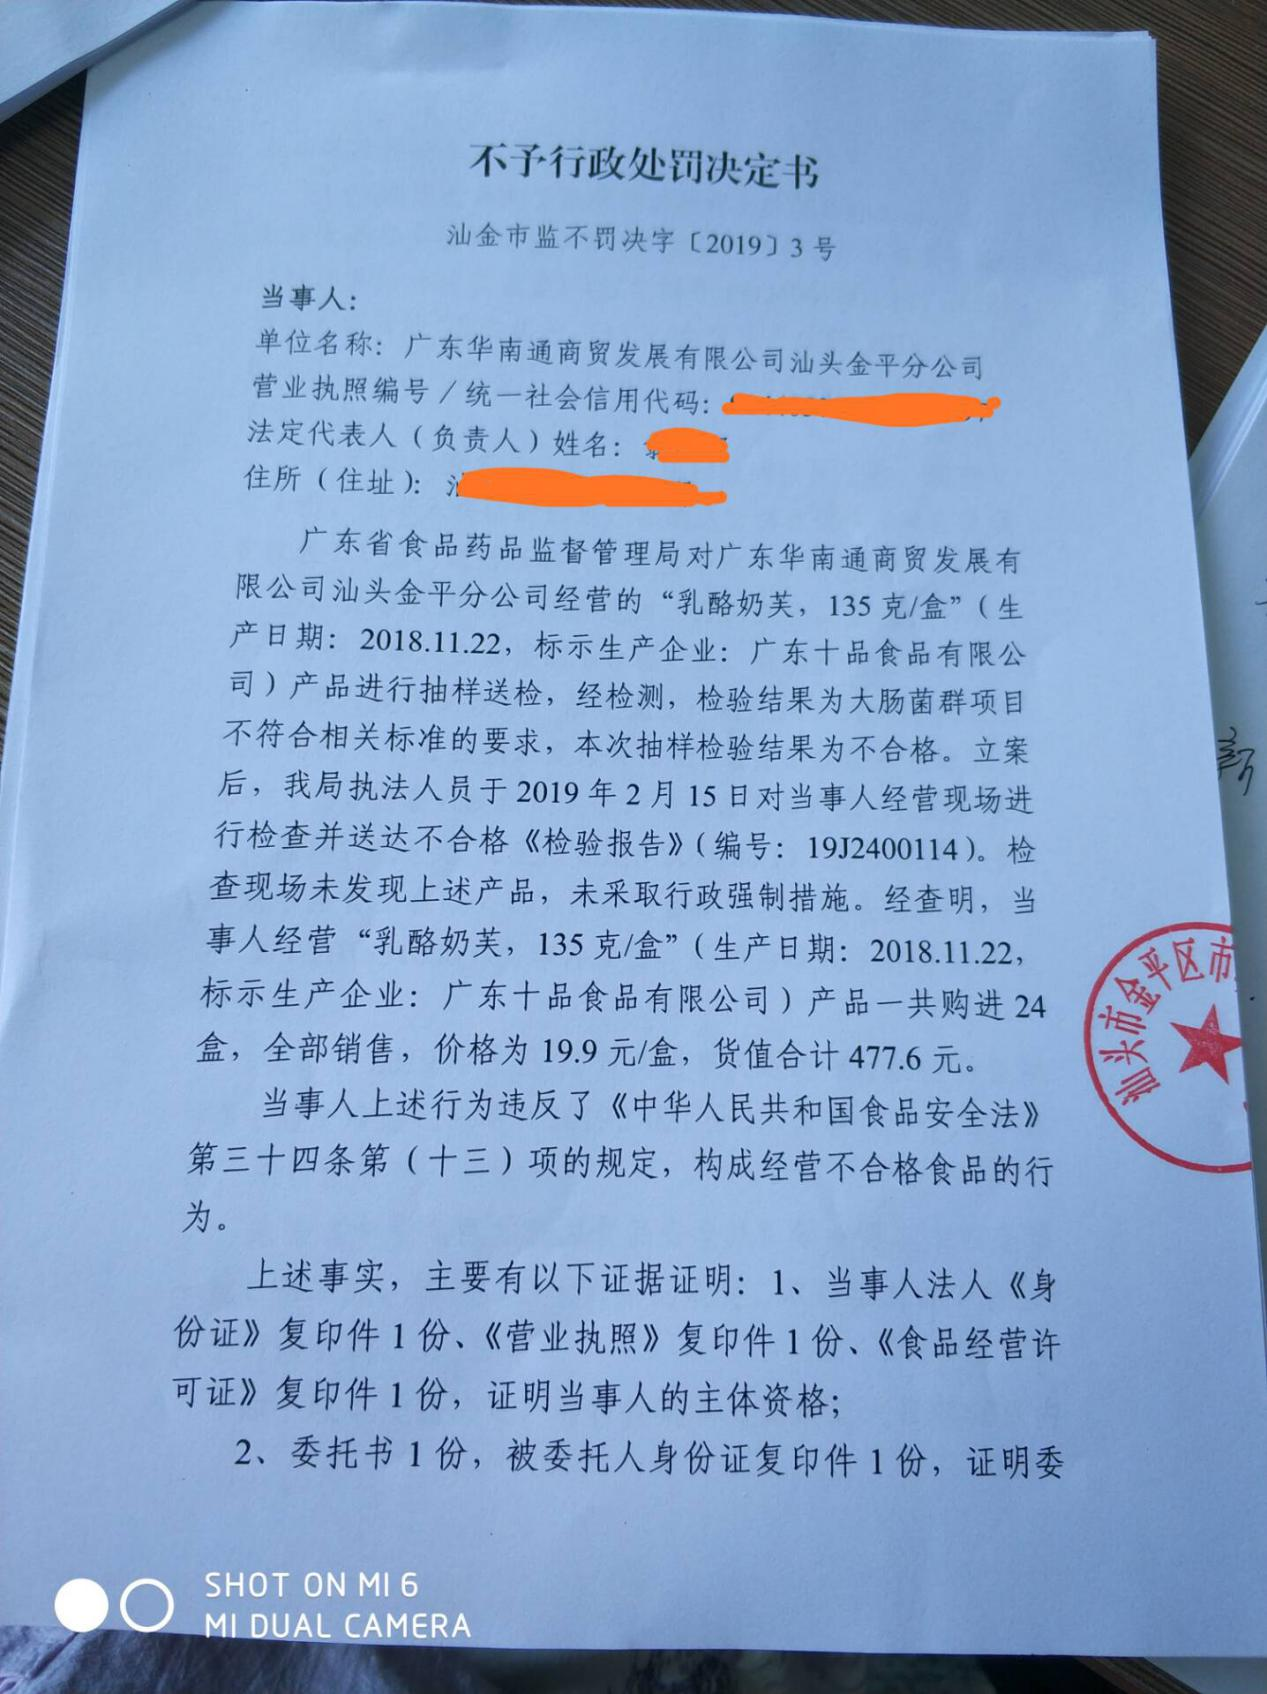 不予行政处罚决定书
汕金市监不罚决字〔2019〕3号
当事人：
单位名称：广东华南通商贸发展有限公司汕头金平分公司
营业执照编号／统一社会信用代码：
法定代表人（负责人）姓名：
住所（住址）：
广东省食品药品监督管理局对广东华南通商贸发展有
限公司汕头金平分公司经营的“乳酪奶芙，135克/盒”（生
产日期：2018.11.22，标示生产企业：广东十品食品有限公
司）产品进行抽样送检，经检测，检验结果为大肠菌群项目
不符合相关标准的要求，本次抽样检验结果为不合格。立案
后，我局执法人员于2019年2月15日对当事人经营现场进
行检查并送达不合格《检验报告》（编号：19J2400114）。检
查现场未发现上述产品，未采取行政强制措施。经查明，当
事人经营“乳酪奶芙，135克/盒”（生产日期：2018.11.22，
标示生产企业：广东十品食品有限公司）产品一共购进24
盒，全部销售，价格为19.9元/盒，货值合计477.6元。
当事人上述行为违反了《中华人民共和国食品安全法》
第三十四条第（十三）项的规定，构成经营不合格食品的行
为。
上述事实，主要有以下证据证明：1、当事人法人《身
份证》复印件1份、《营业执照》复印件1份、《食品经营许
可证》复印件1份，证明当事人的主体资格；
2、委托书1份，被委托人身份证复印件1份，证明委
汕头市金平区市
新
SHOT ON MI 6
MI DUAL CAMERA